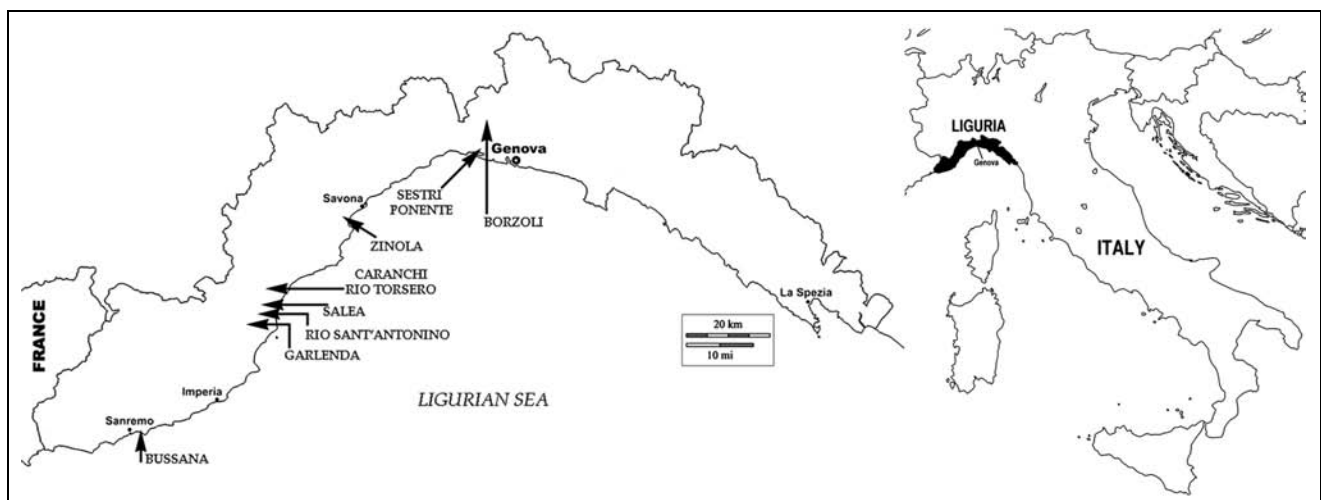 Genova
SESTRI
PONENTE
BORZOLI
Savona
ZINOLA
CARANCHI
RIO TORSERO
SALEA
RIO SANT'ANTONINO
GARLENDA
FRANCE
La Spezia
20 km
10 mi
Imperia
LIGURIAN SEA
Sanremo
BUSSANA
LIGURIA
Genova
ITALY